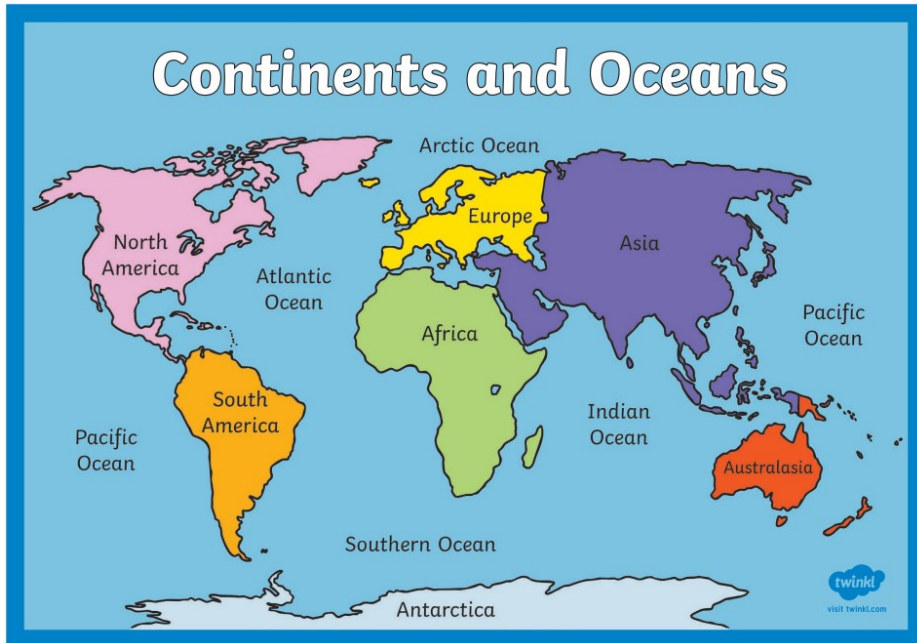 Continents and Oceans
Arctic Ocean
North
America
Atlantic
Ocean
Europe
Asia
Africa
Pacific
Ocean
South
America
Pacific
Ocean
Indian
Ocean
Australasia
Southern Ocean
Antarctica
twinkl
visit twinkl.com